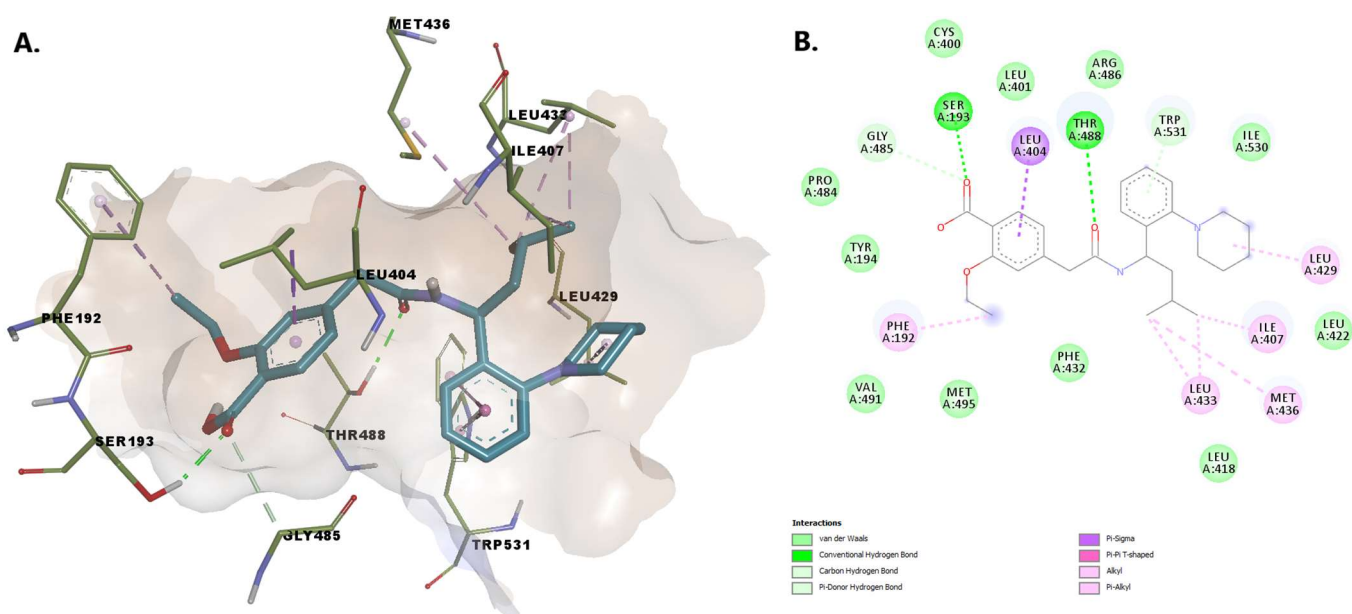 A.
MET436
LEU433
ILE407
LEU404
LEU429
PHE192
SER193
THR488
GLY485
TRP531
B.
CYS
A:400
LEU
A:401
ARG
A:486
SER
A:193
THR
A:488
TRP
A:531
GLY
A:485
LEU
A:404
ILE
A:530
PRO
A:484
TYR
A:194
LEU
A:429
PHE
A:192
ILE
A:407
LEU
A:422
PHE
A:432
VAL
A:491
MET
A:495
LEU
A:433
MET
A:436
LEU
A:418
O
H
O
O
O
N
H
N
Interactions
van der Waals
Conventional Hydrogen Bond
Carbon Hydrogen Bond
Pi-Donor Hydrogen Bond
Pi-Sigma
Pi-Pi T-shaped
Alkyl
Pi-Alkyl